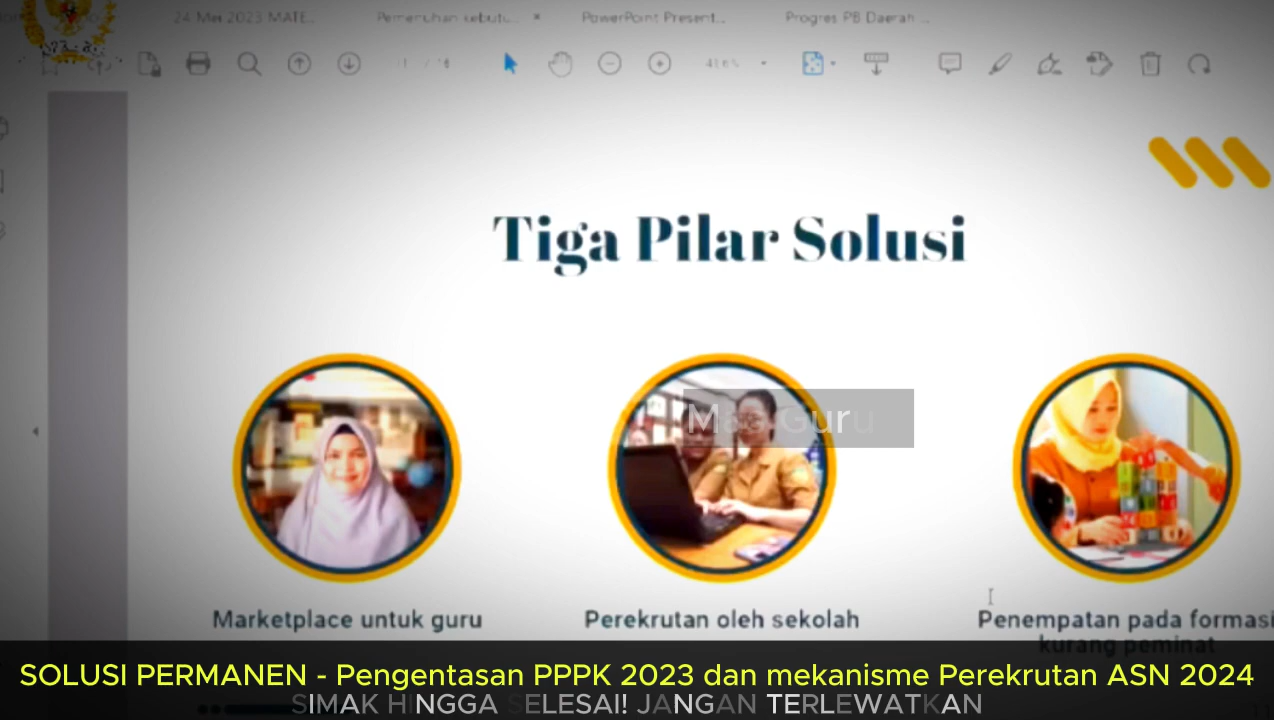 24 Mei 2023 MATE...
Pemenuhan kebutu... ×
PowerPoint Present...
Progres PB Daerah ...
Tiga Pilar Solusi
Mas Guru
Marketplace untuk guru
Perekrutan oleh sekolah
Penempatan pada formasi
kurang peminat
SOLUSI PERMANEN - Pengentasan PPPK 2023 dan mekanisme Perekrutan ASN 2024
SIMAK HINGGA SELESAI! JANGAN TERLEWATKAN